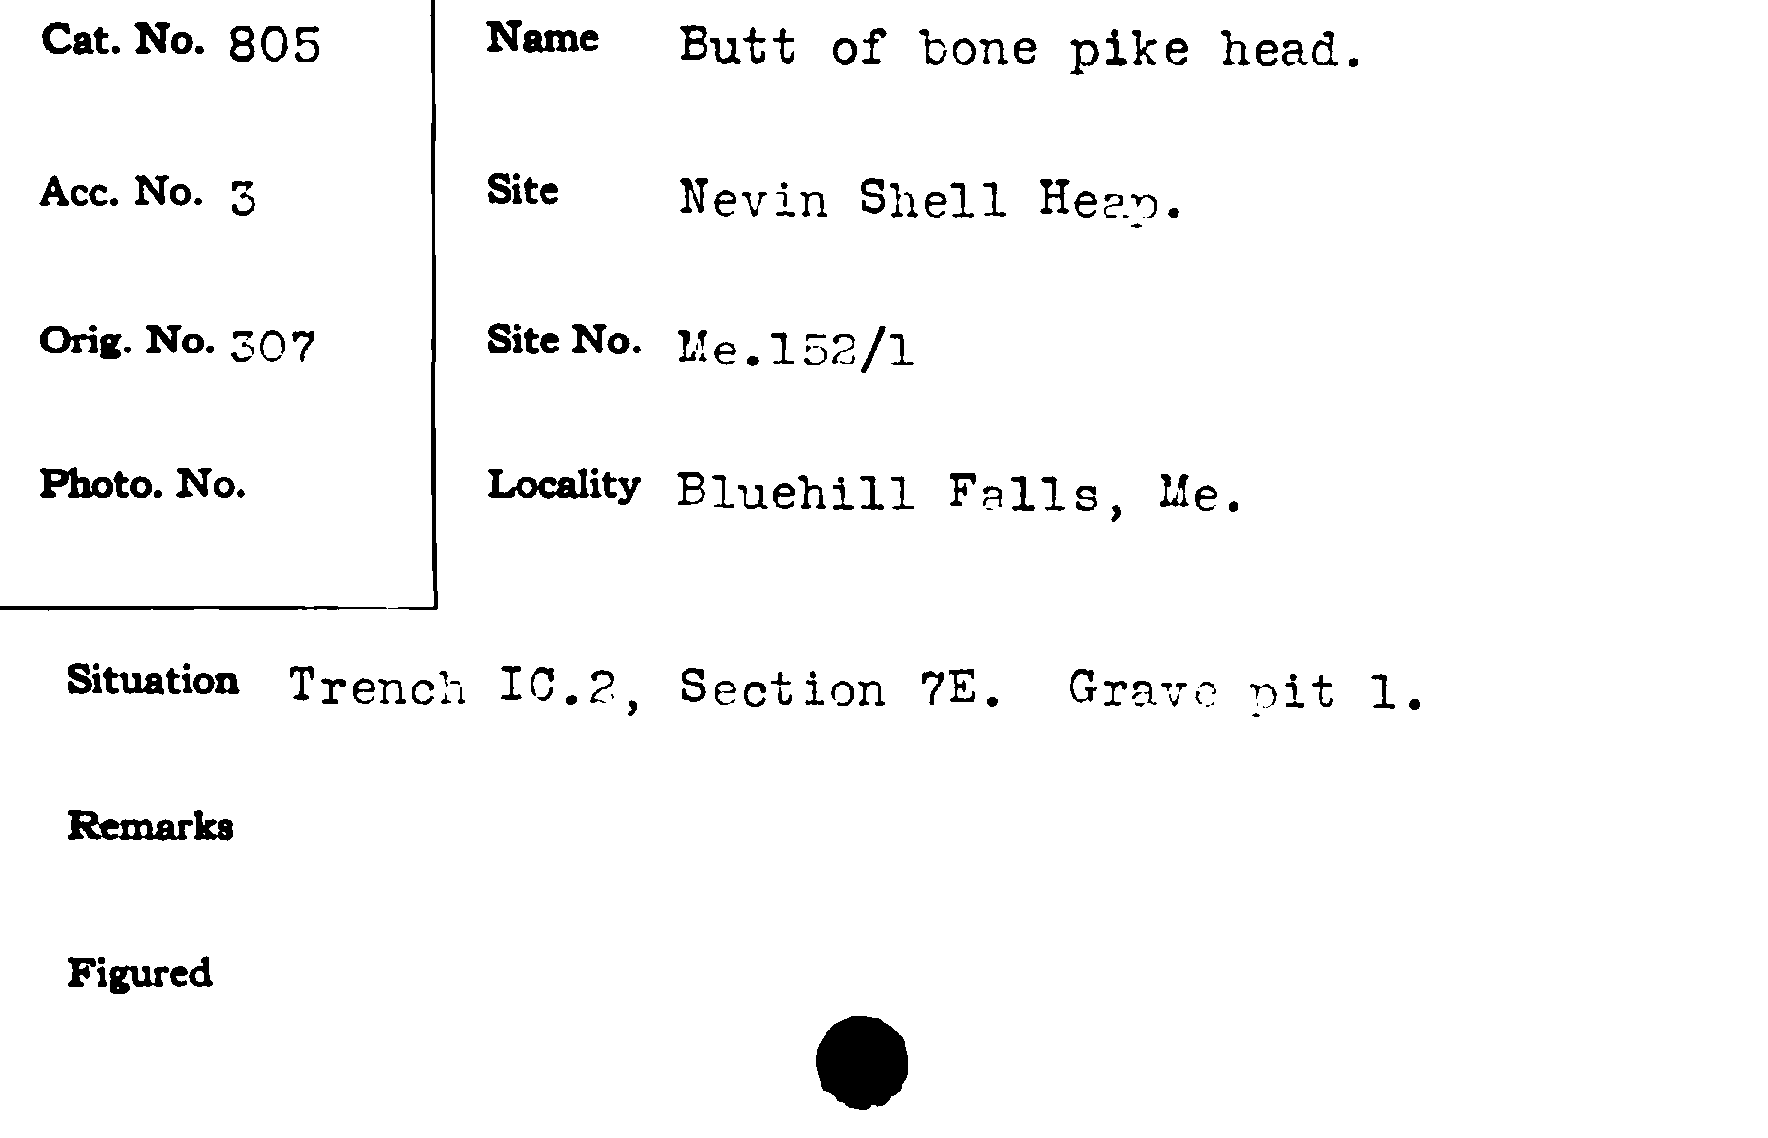 Cat. No. 805
Name Butt of bone pike head.
Acc. No. 3
Site Nevin Shell Heap.
Orig. No. 307
Site No. Me.152/1
Photo. No.
Locality Bluehill Falls, Me.
Situation Trench IC.2, Section 7E. Grave pit 1.
Remarks
Figured